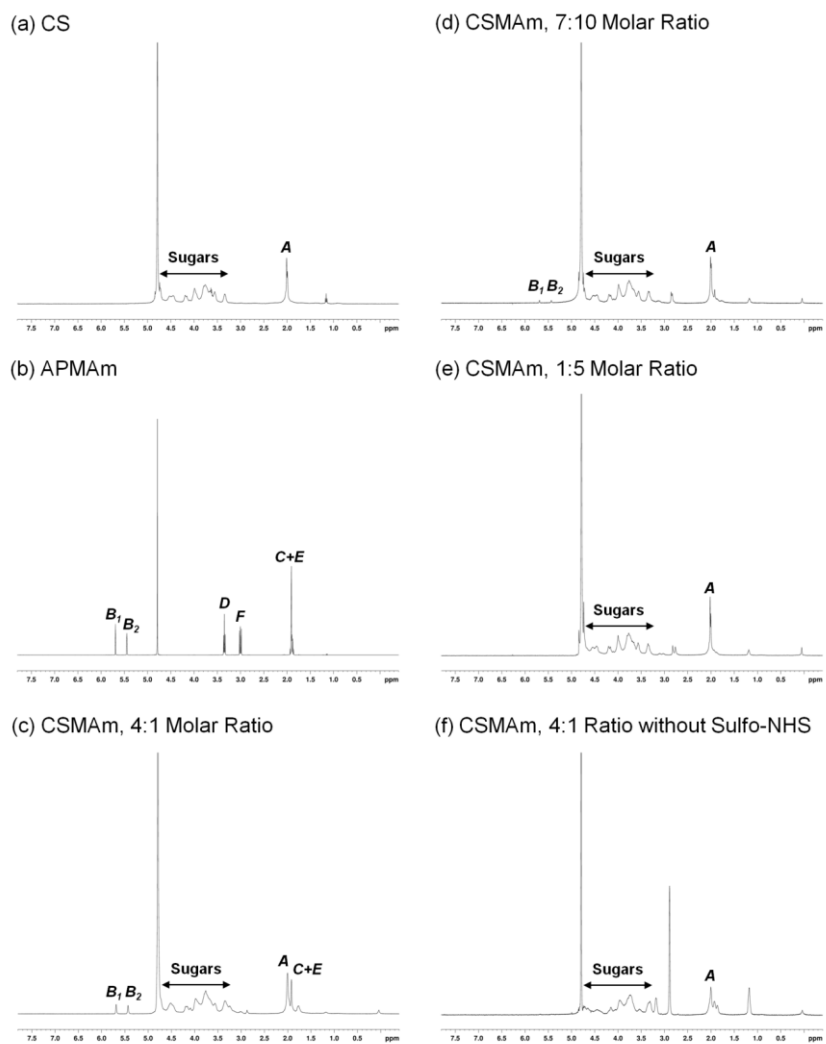 (a) CS
A
Sugars
7.5 7.0 6.5 6.0 5.5 5.0 4.5 4.0 3.5 3.0 2.5 2.0 1.5 1.0 0.5 ppm
(b) APMAm
C+E
D
B1 B2 F
7.5 7.0 6.5 6.0 5.5 5.0 4.5 4.0 3.5 3.0 2.5 2.0 1.5 1.0 0.5 ppm
(c) CSMAm, 4:1 Molar Ratio
Sugars A C+E
B1 B2
7.5 7.0 6.5 6.0 5.5 5.0 4.5 4.0 3.5 3.0 2.5 2.0 1.5 1.0 0.5 ppm
(d) CSMAm, 7:10 Molar Ratio
A
Sugars
B1 B2
7.5 7.0 6.5 6.0 5.5 5.0 4.5 4.0 3.5 3.0 2.5 2.0 1.5 1.0 0.5 ppm
(e) CSMAm, 1:5 Molar Ratio
A
Sugars
7.5 7.0 6.5 6.0 5.5 5.0 4.5 4.0 3.5 3.0 2.5 2.0 1.5 1.0 0.5 ppm
(f) CSMAm, 4:1 Ratio without Sulfo-NHS
Sugars A
7.5 7.0 6.5 6.0 5.5 5.0 4.5 4.0 3.5 3.0 2.5 2.0 1.5 1.0 0.5 ppm